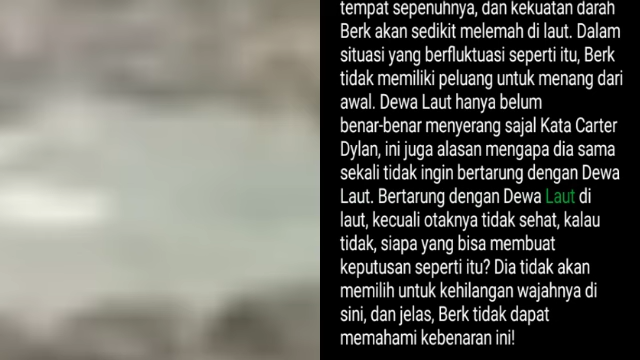 tempat sepenuhnya, dan kekuatan darah
Berk akan sedikit melemah di laut. Dalam
situasi yang berfluktuasi seperti itu, Berk
tidak memiliki peluang untuk menang dari
awal. Dewa Laut hanya belum
benar-benar menyerang sajal Kata Carter
Dylan, ini juga alasan mengapa dia sama
sekali tidak ingin bertarung dengan Dewa
Laut. Bertarung dengan Dewa Laut di
laut, kecuali otaknya tidak sehat, kalau
tidak, siapa yang bisa membuat
keputusan seperti itu? Dia tidak akan
memilih untuk kehilangan wajahnya di
sini, dan jelas, Berk tidak dapat
memahami kebenaran ini!